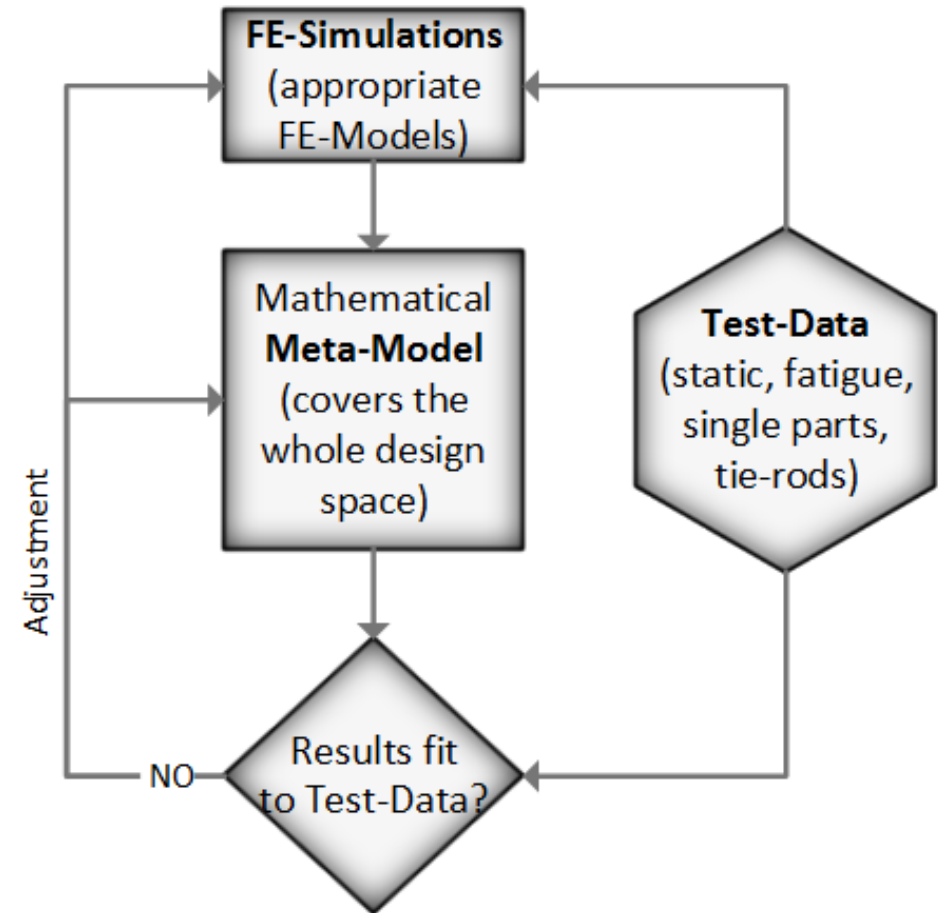 FE-Simulations
(appropriate
FE-Models)
Mathematical
Meta-Model
(covers the
whole design
space)
Test-Data
(static, fatigue,
single parts,
tie-rods)
Adjustment
NO
Results fit
to Test-Data?